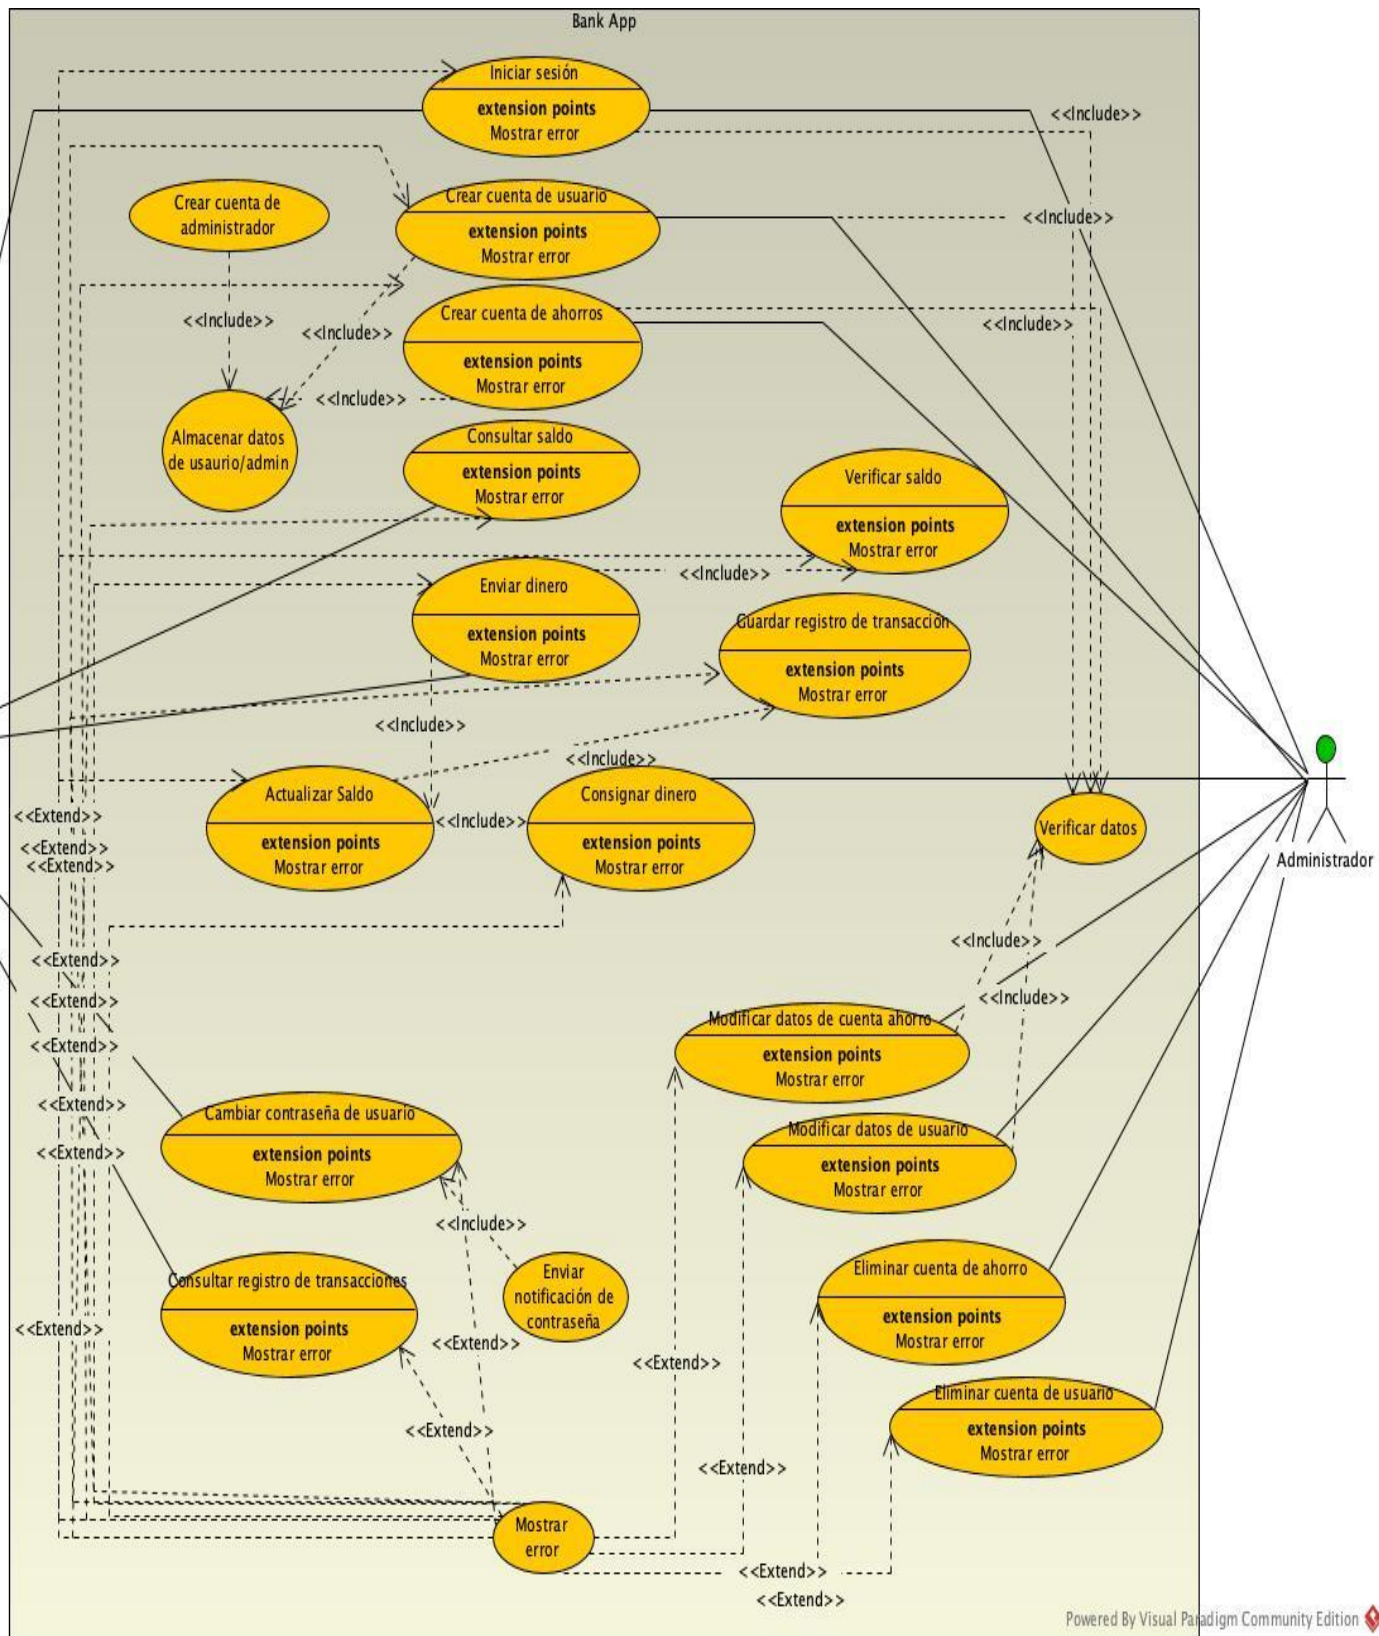 Bank App
Iniciar sesión
extension points
Mostrar error
<<Include>>
Crear cuenta de
administrador
Crear cuenta de usuario
extension points
Mostrar error
<<Include>>
<<Include>>
<<Include>>
Crear cuenta de ahorros
extension points
Mostrar error
<<Include>>
<<Include>>
Almacenar datos
de usaurio/admin
Consultar saldo
extension points
Mostrar error
Verificar saldo
extension points
Mostrar error
Enviar dinero
extension points
Mostrar error
<<Include>>
Guardar registro de transacción
extension points
Mostrar error
<<Include>>
<<Include>>
Actualizar Saldo
extension points
Mostrar error
<<Include>>
Consignar dinero
extension points
Mostrar error
Verificar datos
Administrador
<<Extend>>
<<Extend>>
<<Extend>>
<<Extend>>
<<Extend>>
<<Extend>>
<<Extend>>
<<Extend>>
<<Include>>
<<Include>>
Modificar datos de cuenta ahorro
extension points
Mostrar error
Cambiar contraseña de usuario
extension points
Mostrar error
Modificar datos de usuario
extension points
Mostrar error
<<Include>>
Enviar
notificación de
contraseña
Consultar registro de transacciones
extension points
Mostrar error
Eliminar cuenta de ahorro
extension points
Mostrar error
<<Extend>>
<<Extend>>
<<Extend>>
<<Extend>>
Eliminar cuenta de usuario
extension points
Mostrar error
<<Extend>>
Mostrar
error
<<Extend>>
<<Extend>>
Powered By Visual Paradigm Community Edition